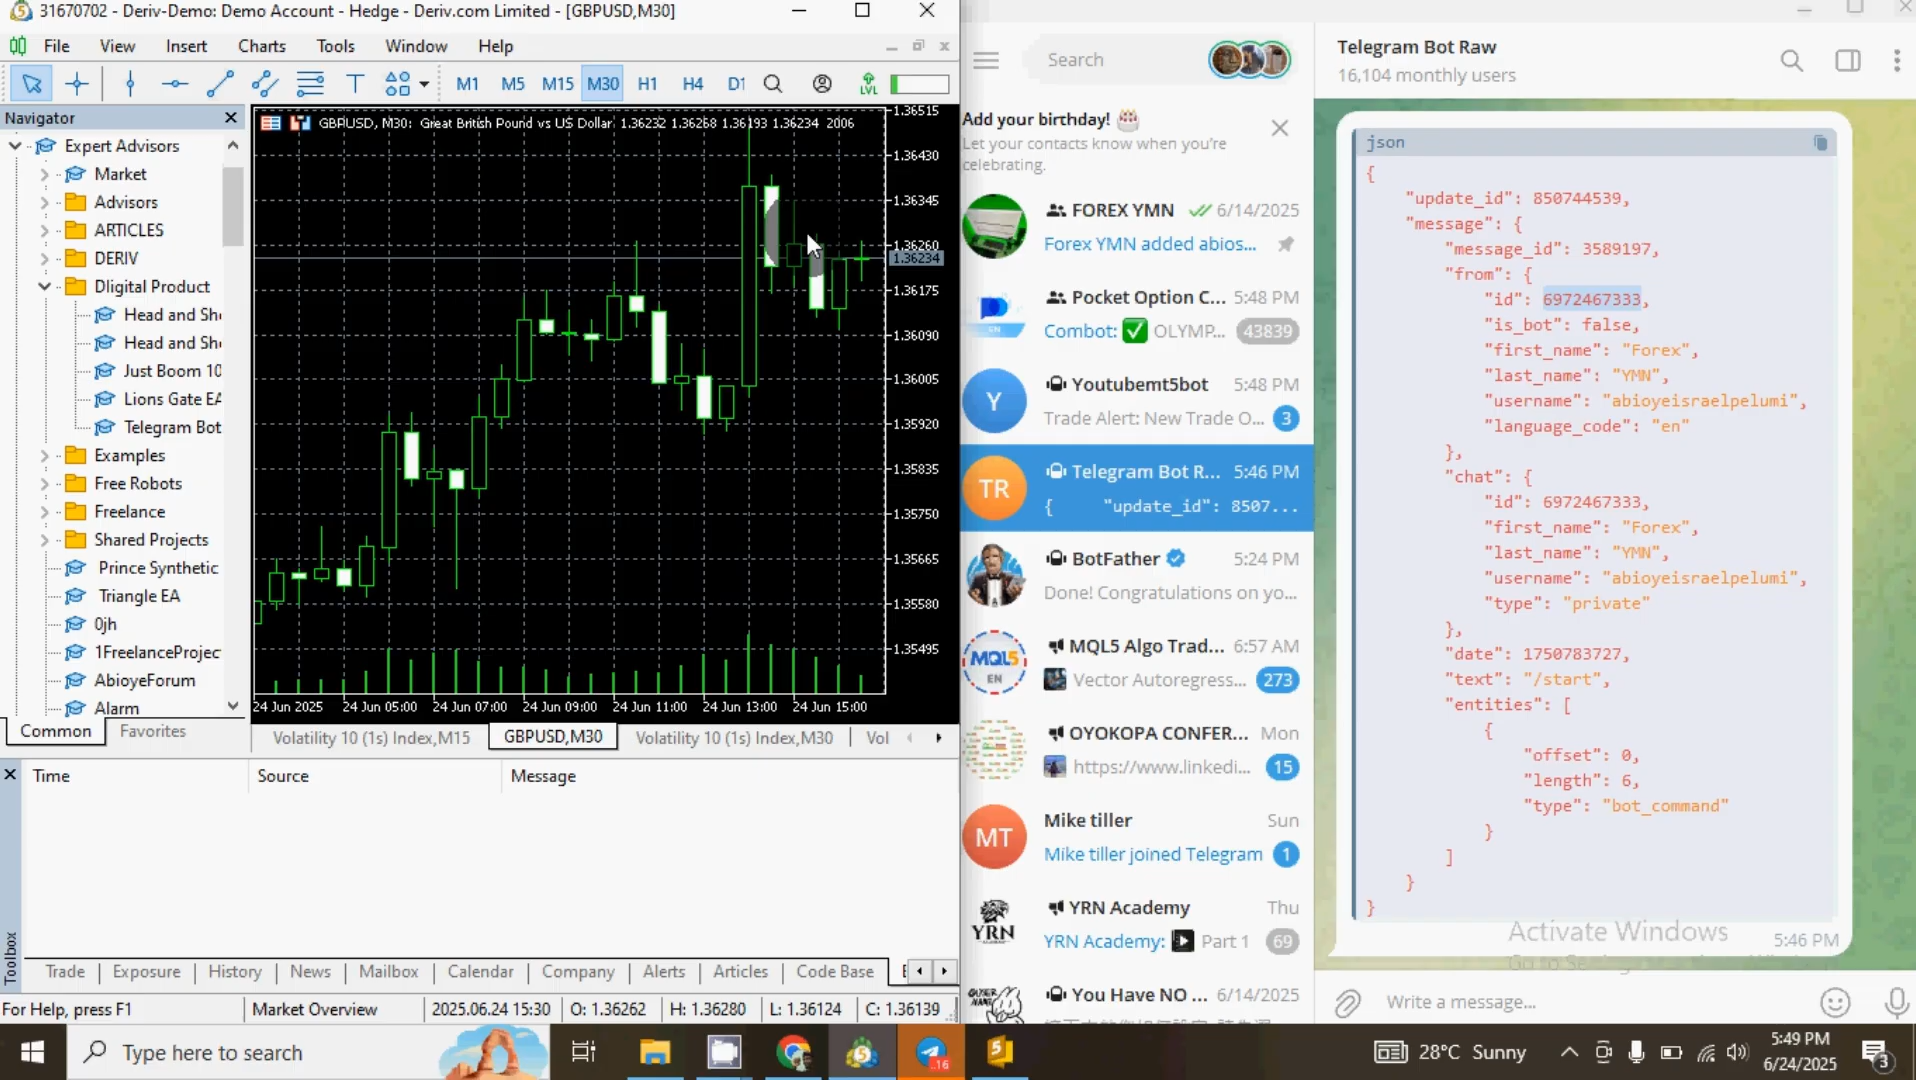 31670702 - Deriv-Demo: Demo Account - Hedge - Deriv.com Limited - [GBPUSD,M30]
File View Insert Charts Tools Window Help
M1 M5 M15 M30 H1 H4 D1
LVL
Navigator
Expert Advisors
Market
Advisors
ARTICLES
DERIV
Dligital Product
Head and Sh
Head and Sh
Just Boom 10
Lions Gate EA
Telegram Bot
Examples
Free Robots
Freelance
Shared Projects
Prince Synthetic
Triangle EA
0jh
1FreelanceProjec
AbioyeForum
Alarm
Common Favorites
GBPUSD, M30: Great British Pound vs US Dollar 1.36232 1.36268 1.36193 1.36234 2006
1.36515
1.36430
1.36345
1.36260
1.36234
1.36175
1.36090
1.36005
1.35920
1.35835
1.35750
1.35665
1.35580
1.35495
24 Jun 2025 24 Jun 05:00 24 Jun 07:00 24 Jun 09:00 24 Jun 11:00 24 Jun 13:00 24 Jun 15:00
Volatility 10 (1s) Index,M15 GBPUSD,M30 Volatility 10 (1s) Index,M30 Vol
Time Source Message
Toolbox
Trade Exposure History News Mailbox Calendar Company Alerts Articles Code Base
For Help, press F1 Market Overview 2025.06.24 15:30 O: 1.36262 H: 1.36280 L: 1.36124 C: 1.36139
Search
Add your birthday! 🎂
Let your contacts know when you're
celebrating.
FOREX YMN 6/14/2025
Forex YMN added abios...
Pocket Option C... 5:48 PM
Combot: ✅ OLYMP... 43839
Y
Youtubemt5bot 5:48 PM
Trade Alert: New Trade O... 3
TR
Telegram Bot R... 5:46 PM
{ "update_id": 8507...
BotFather 5:24 PM
Done! Congratulations on yo...
MQL5 EN
MQL5 Algo Trad... 6:57 AM
Vector Autoregress... 273
OYOKOPA CONFER... Mon
https://www.linkedi... 15
MT
Mike tiller Sun
Mike tiller joined Telegram 1
YRN
YRN Academy Thu
YRN Academy: Part 1 69
You Have NO ... 6/14/2025
Telegram Bot Raw
16,104 monthly users
json
{
"update_id": 850744539,
"message": {
"message_id": 3589197,
"from": {
"id": 6972467333,
"is_bot": false,
"first_name": "Forex",
"last_name": "YMN",
"username": "abioyeisraelpelumi",
"language_code": "en"
},
"chat": {
"id": 6972467333,
"first_name": "Forex",
"last_name": "YMN",
"username": "abioyeisraelpelumi",
"type": "private"
},
"date": 1750783727,
"text": "/start",
"entities": [
{
"offset": 0,
"length": 6,
"type": "bot_command"
}
]
}
}
Activate Windows
5:46 PM
Write a message...
Type here to search
16
28°C Sunny
5:49 PM
6/24/2025
3